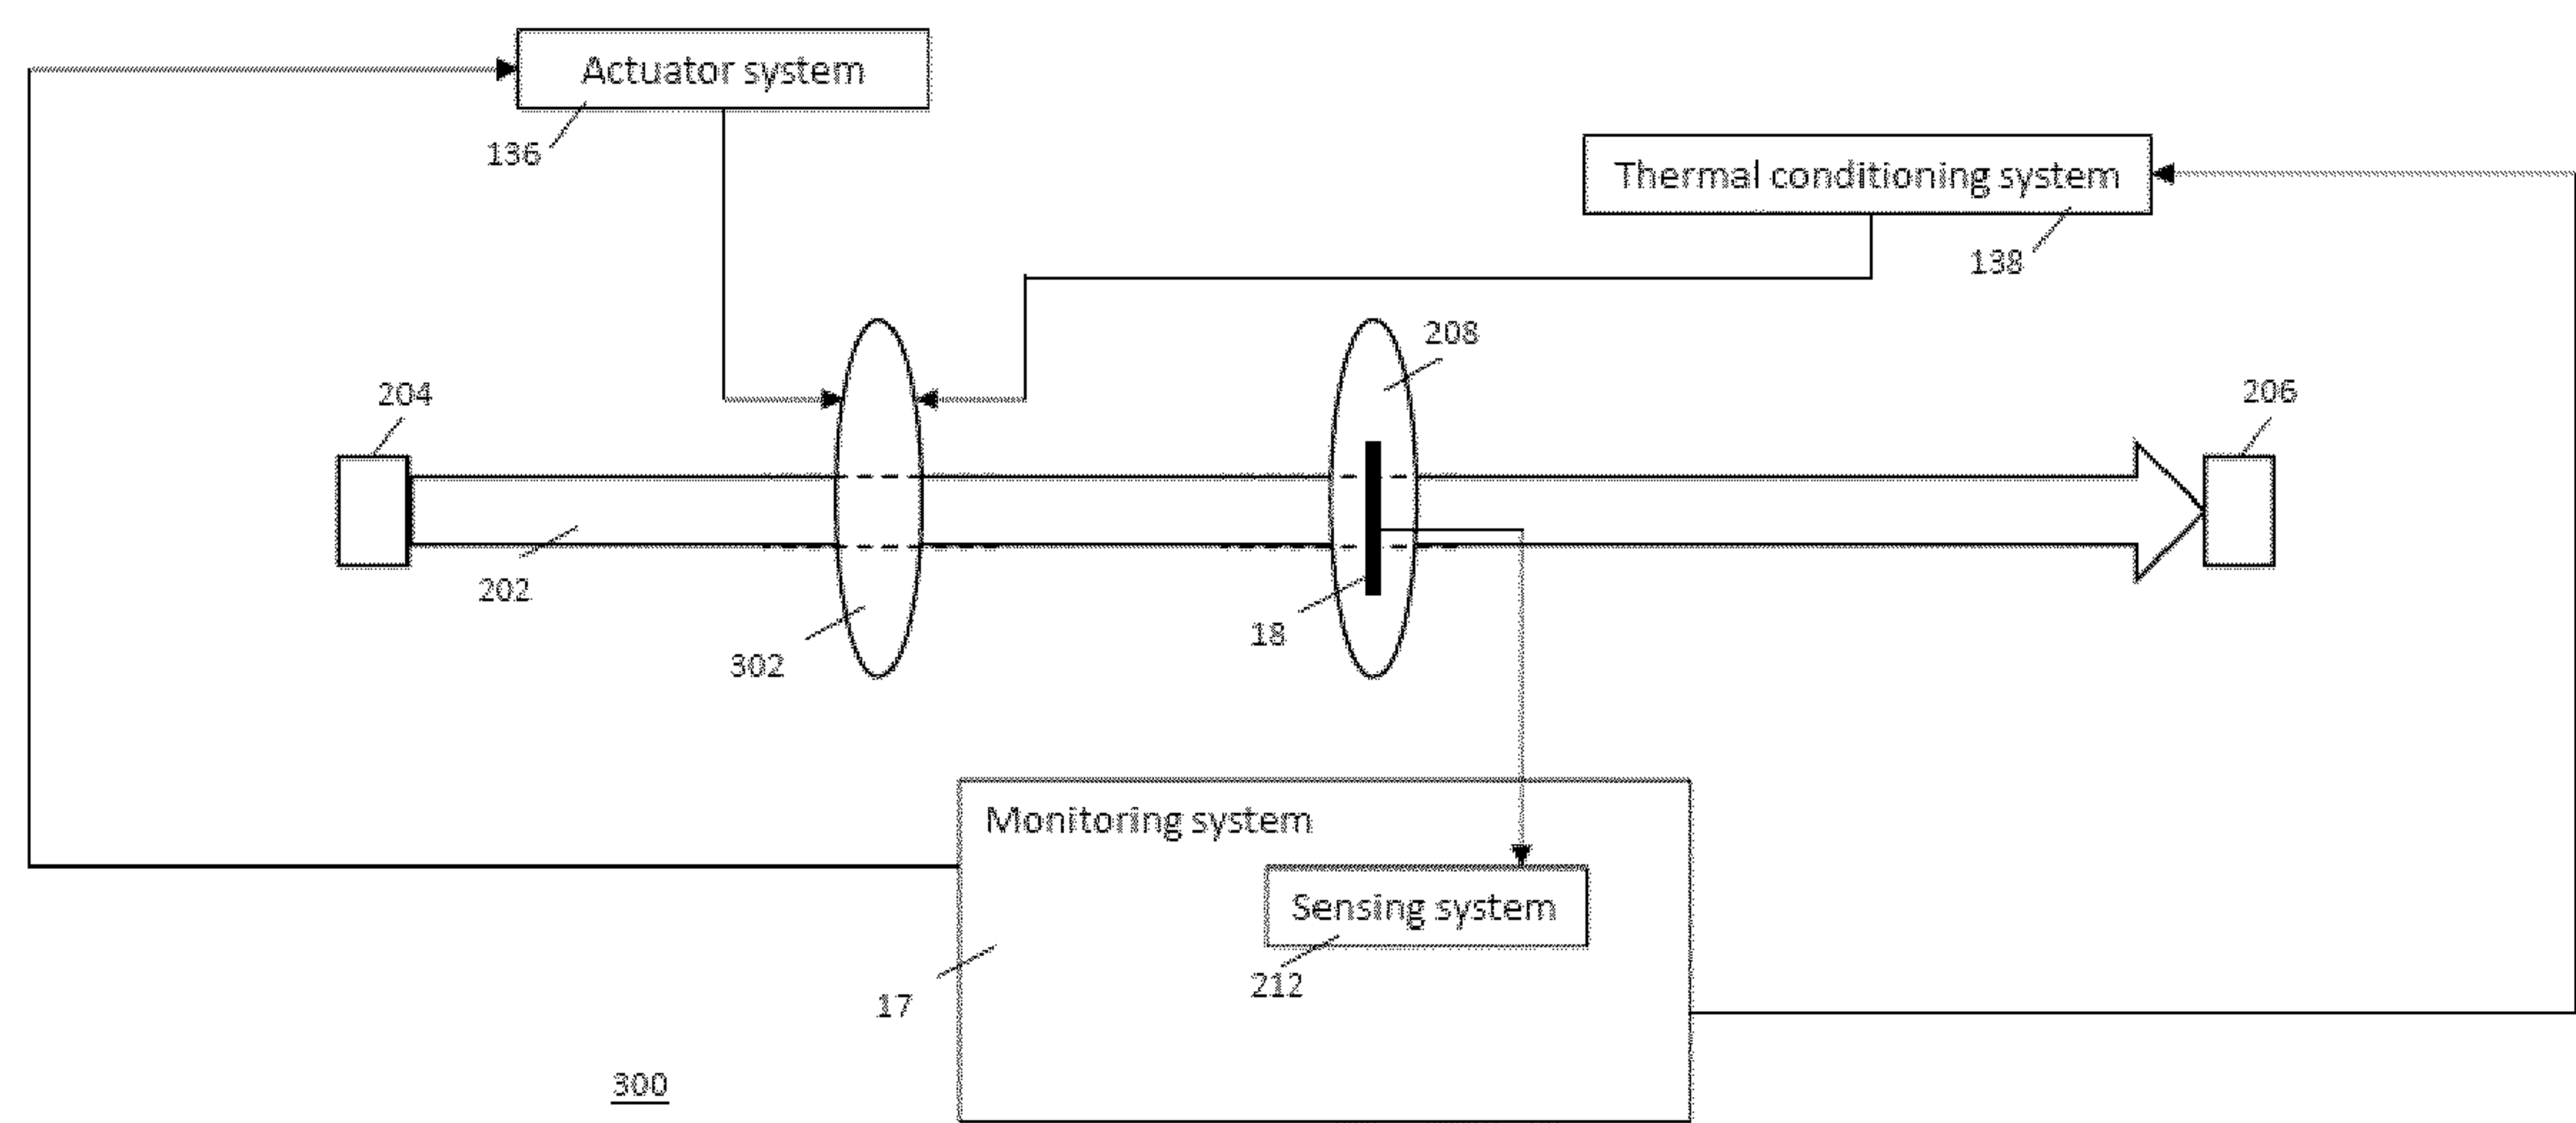 Actuator system
136
Thermal conditioning system
138
208
204
206
202
18
302
Monitoring system
Sensing system
212
17
300